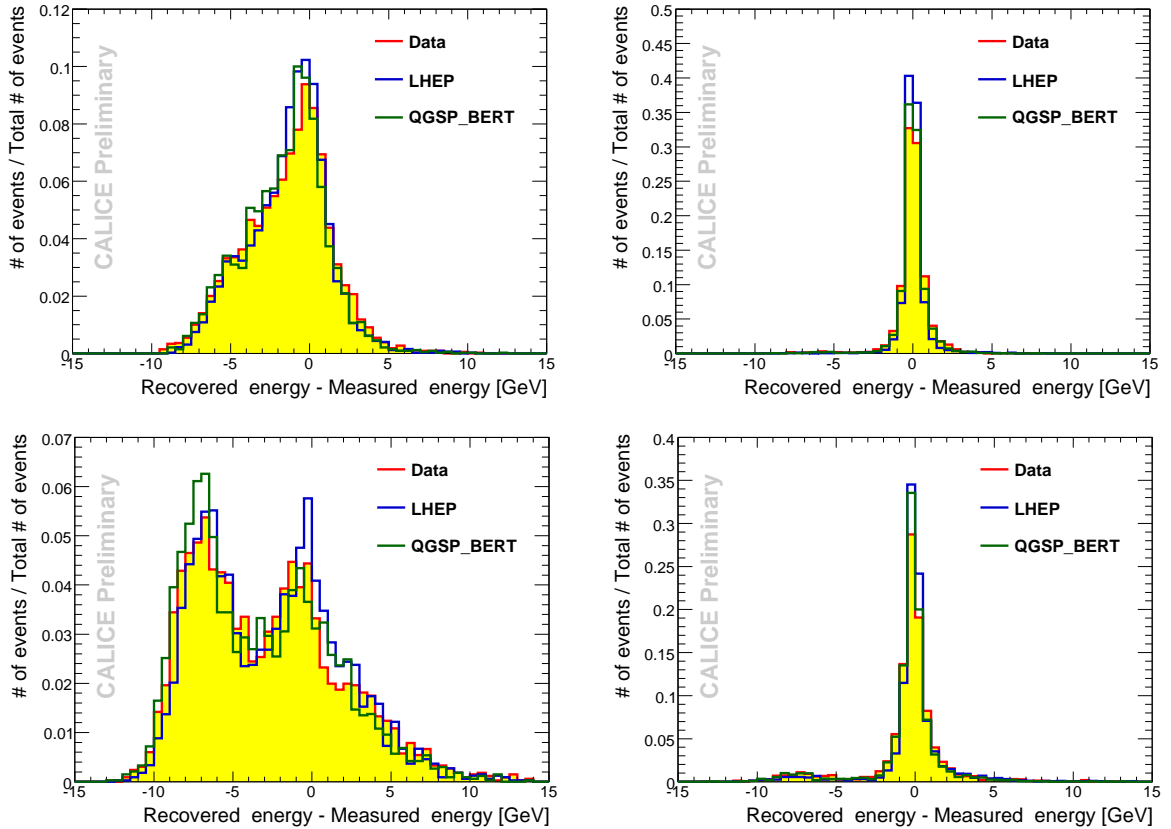 # of events / Total # of events
0.12
0.1
0.08
0.06
0.04
0.02
0
CALICE Preliminary
Data
LHEP
QGSP_BERT
-15 -10 -5 0 5 10 15
Recovered energy - Measured energy [GeV]
# of events / Total # of events
0.5
0.45
0.4
0.35
0.3
0.25
0.2
0.15
0.1
0.05
0
CALICE Preliminary
Data
LHEP
QGSP_BERT
-15 -10 -5 0 5 10 15
Recovered energy - Measured energy [GeV]
# of events / Total # of events
0.07
0.06
0.05
0.04
0.03
0.02
0.01
0
CALICE Preliminary
Data
LHEP
QGSP_BERT
-15 -10 -5 0 5 10 15
Recovered energy - Measured energy [GeV]
# of events / Total # of events
0.4
0.35
0.3
0.25
0.2
0.15
0.1
0.05
0
CALICE Preliminary
Data
LHEP
QGSP_BERT
-15 -10 -5 0 5 10 15
Recovered energy - Measured energy [GeV]